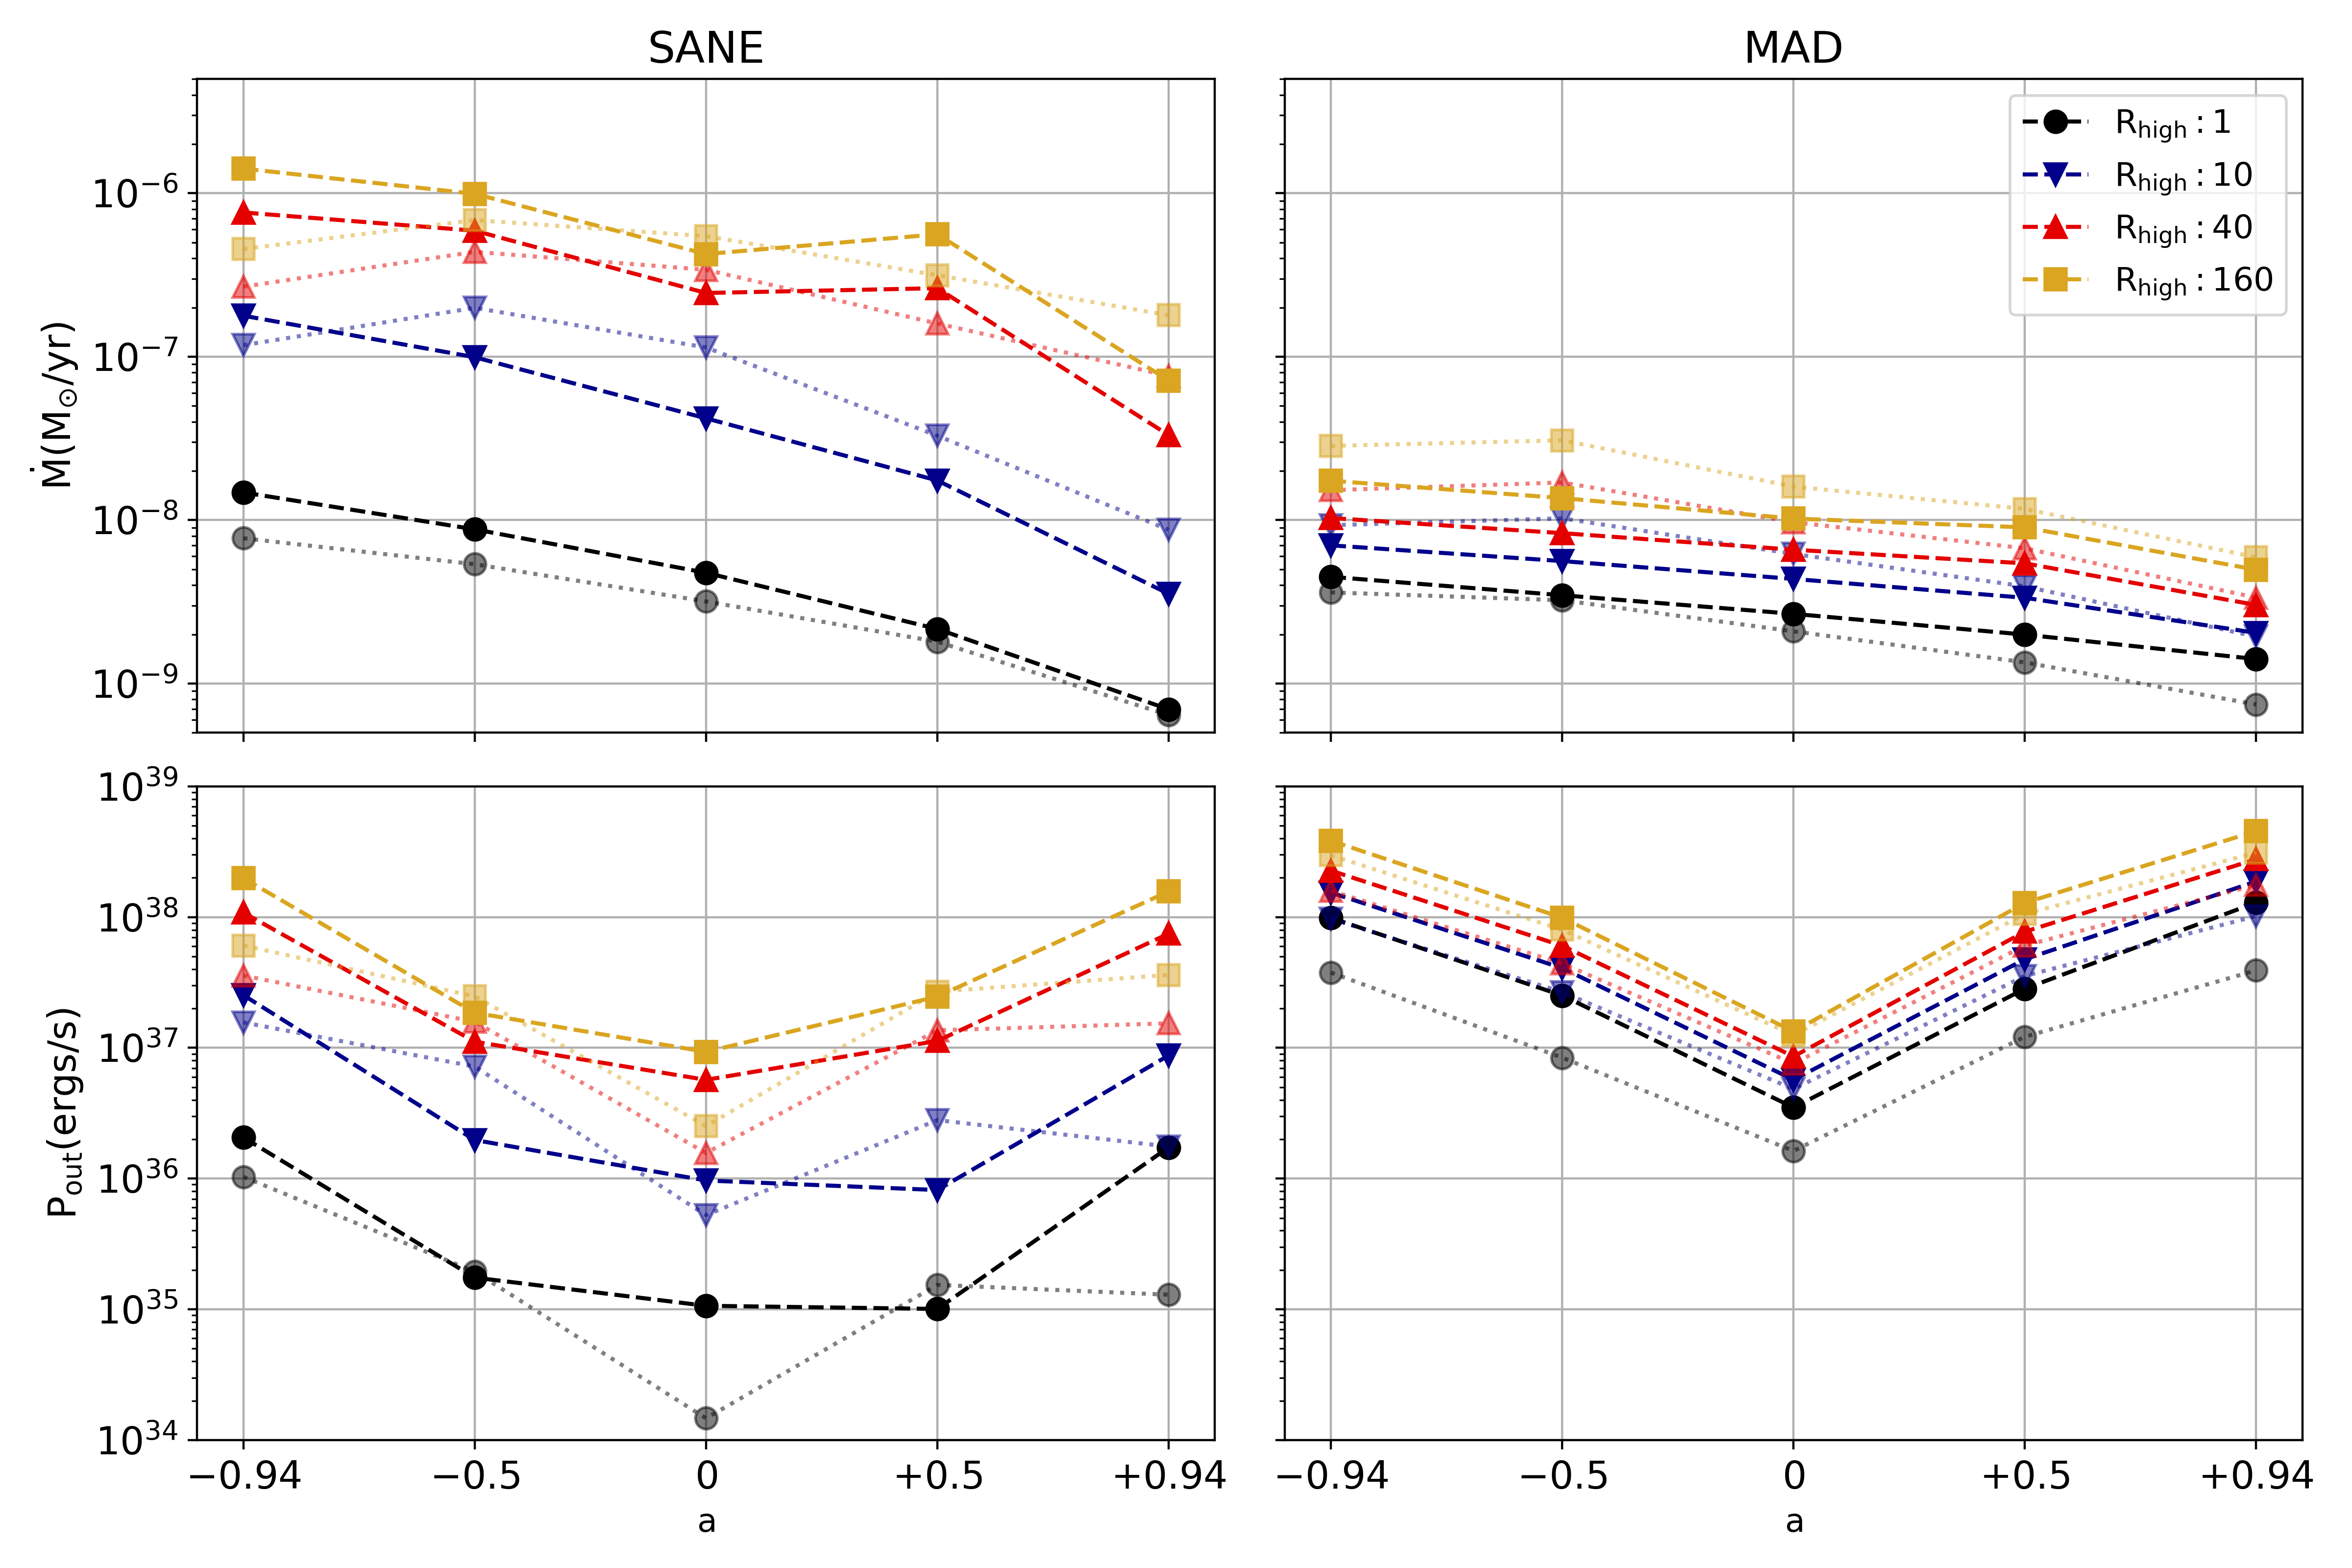 SANE
MAD
Ṁ(M⊙/yr)
10⁻⁶
10⁻⁷
10⁻⁸
10⁻⁹
R_high : 1
R_high : 10
R_high : 40
R_high : 160
P_out(ergs/s)
10³⁹
10³⁸
10³⁷
10³⁶
10³⁵
10³⁴
−0.94 −0.5 0 +0.5 +0.94
a
−0.94 −0.5 0 +0.5 +0.94
a